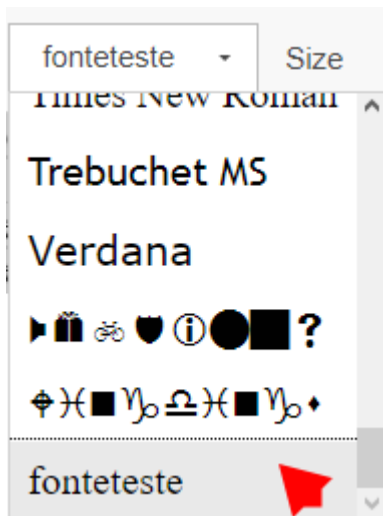 fonteteste Size
Times New Roman
Trebuchet MS
Verdana
fonteteste